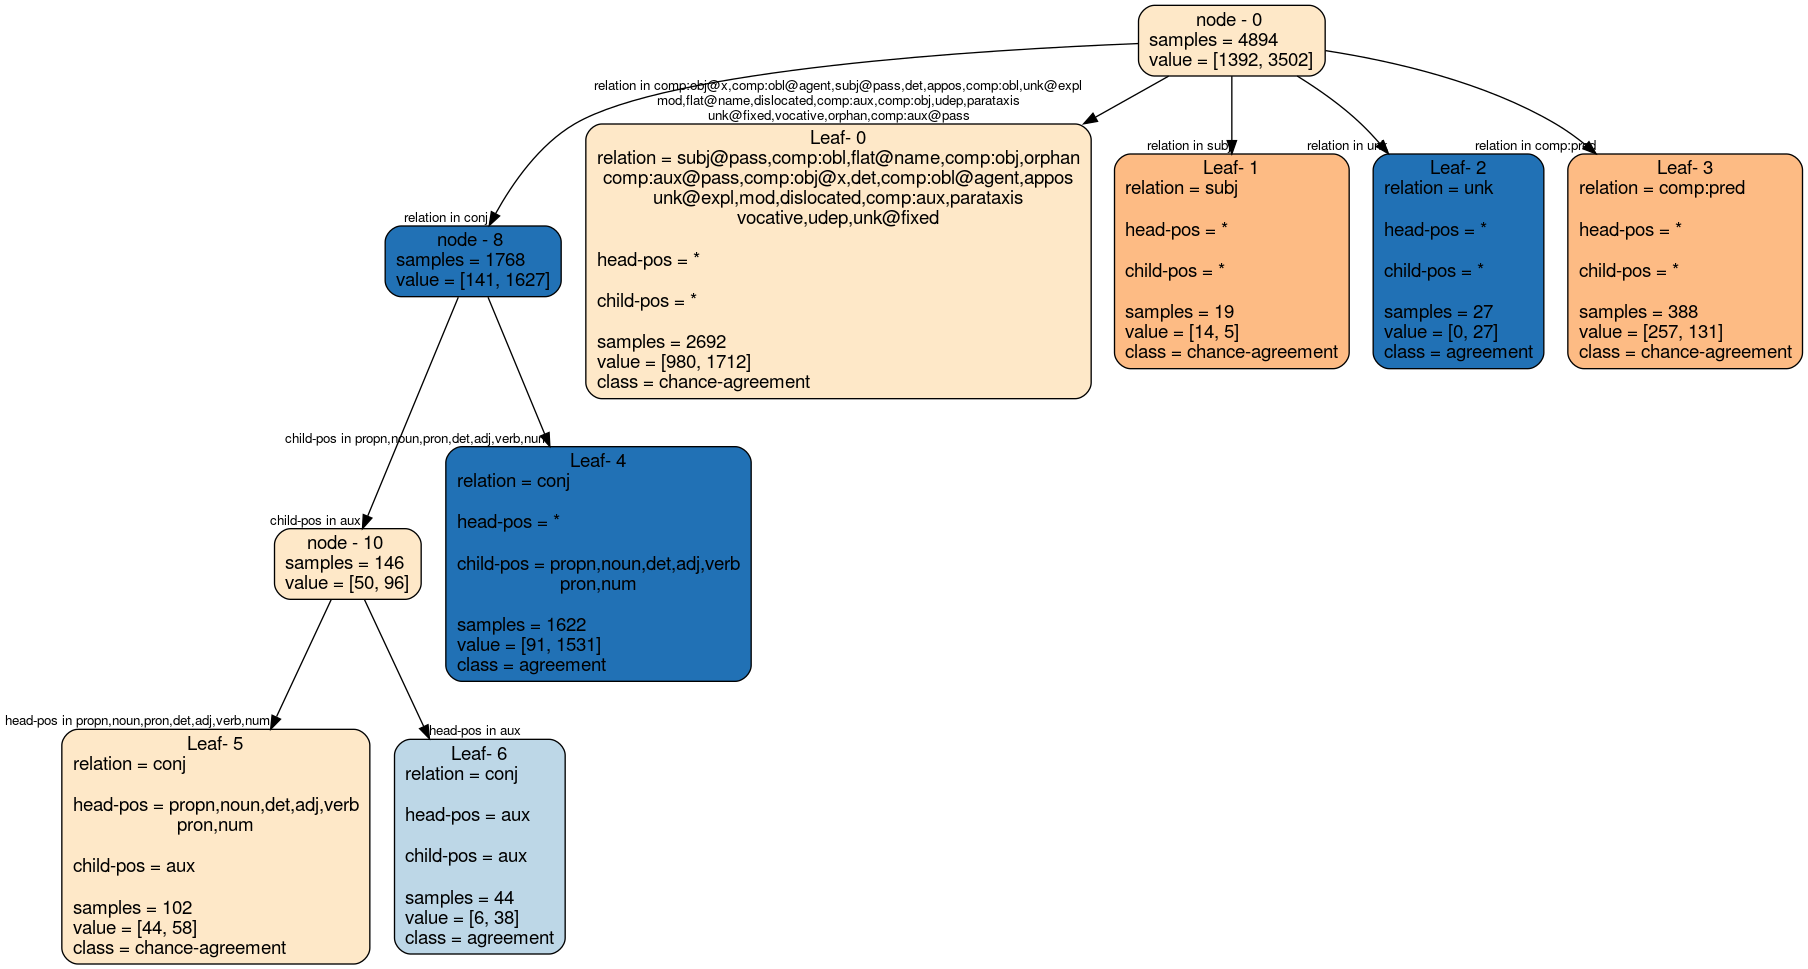 node - 0
samples = 4894
value = [1392, 3502]
relation in comp:obj@x,comp:obl@agent,subj@pass,det,appos,comp:obl,unk@expl
mod,flat@name,dislocated,comp:aux,comp:obj,udep,parataxis
unk@fixed,vocative,orphan,comp:aux@pass
Leaf- 0
relation = subj@pass,comp:obl,flat@name,comp:obj,orphan
comp:aux@pass,comp:obj@x,det,comp:obl@agent,appos
unk@expl,mod,dislocated,comp:aux,parataxis
vocative,udep,unk@fixed
head-pos = *
child-pos = *
samples = 2692
value = [980, 1712]
class = chance-agreement
relation in subj
Leaf- 1
relation = subj
head-pos = *
child-pos = *
samples = 19
value = [14, 5]
class = chance-agreement
relation in unk
Leaf- 2
relation = unk
head-pos = *
child-pos = *
samples = 27
value = [0, 27]
class = agreement
relation in comp:pred
Leaf- 3
relation = comp:pred
head-pos = *
child-pos = *
samples = 388
value = [257, 131]
class = chance-agreement
relation in conj
node - 8
samples = 1768
value = [141, 1627]
child-pos in propn,noun,pron,det,adj,verb,num
Leaf- 4
relation = conj
head-pos = *
child-pos = propn,noun,det,adj,verb
pron,num
samples = 1622
value = [91, 1531]
class = agreement
child-pos in aux
node - 10
samples = 146
value = [50, 96]
head-pos in propn,noun,pron,det,adj,verb,num
Leaf- 5
relation = conj
head-pos = propn,noun,det,adj,verb
pron,num
child-pos = aux
samples = 102
value = [44, 58]
class = chance-agreement
head-pos in aux
Leaf- 6
relation = conj
head-pos = aux
child-pos = aux
samples = 44
value = [6, 38]
class = agreement